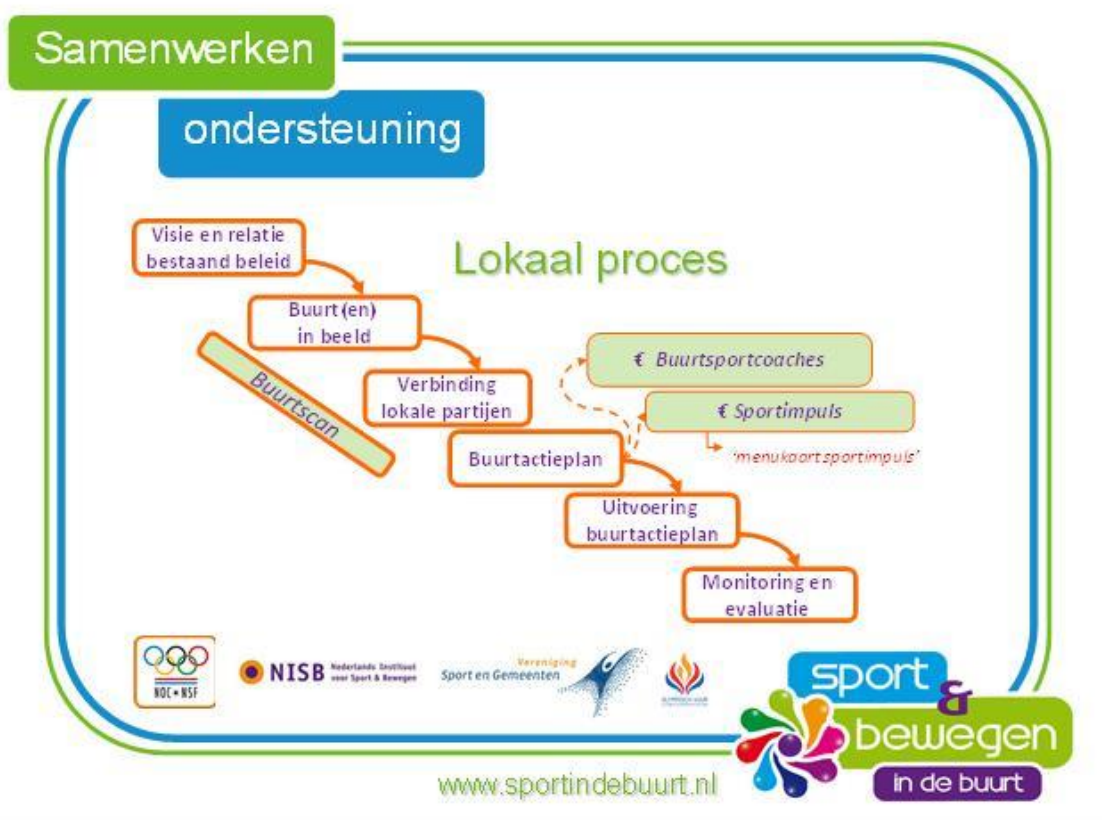 Samenwerken
ondersteuning
Visie en relatie
bestaand beleid
Lokaal proces
Buurt(en)
in beeld
Buurtscan
Verbinding
lokale partijen
€ Buurtsportcoaches
€ Sportimpuls
'menukaart sportimpuls'
Buurtactieplan
Uitvoering
buurtactieplan
Monitoring en
evaluatie
NOC*NSF
NISB Nederlands Instituut
voor Sport & Bewegen
Vereniging
Sport en Gemeenten
sport
&
bewegen
in de buurt
www.sportindebuurt.nl